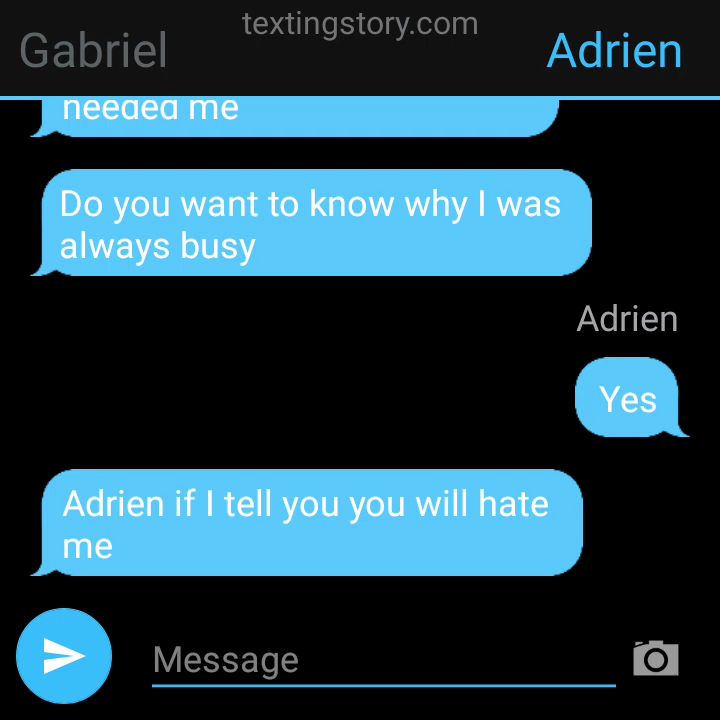 textingstory.com
Gabriel
Adrien
needed me
Do you want to know why I was
always busy
Adrien
Yes
Adrien if I tell you you will hate
me
Message